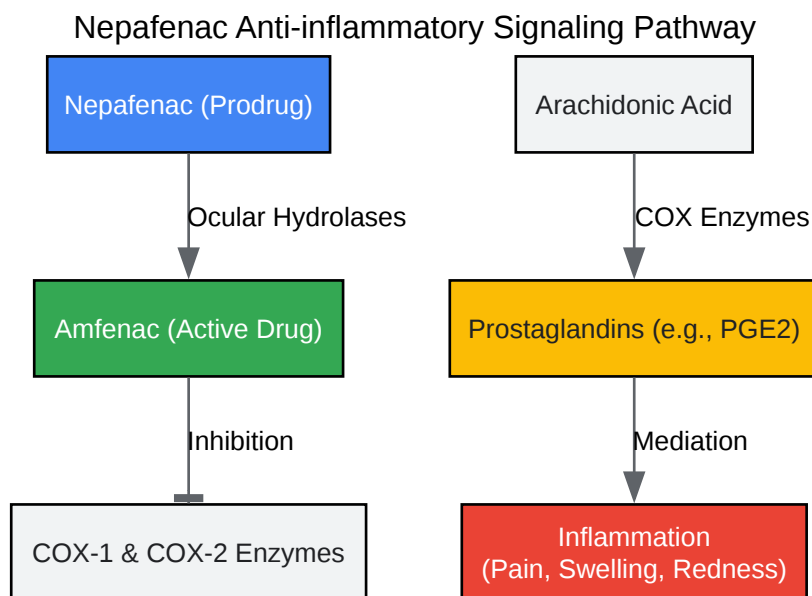 Nepafenac Anti-inflammatory Signaling Pathway
Nepafenac (Prodrug)
Arachidonic Acid
Ocular Hydrolases
COX Enzymes
Amfenac (Active Drug)
Prostaglandins (e.g., PGE2)
Inhibition
Mediation
COX-1 & COX-2 Enzymes
Inflammation
(Pain, Swelling, Redness)